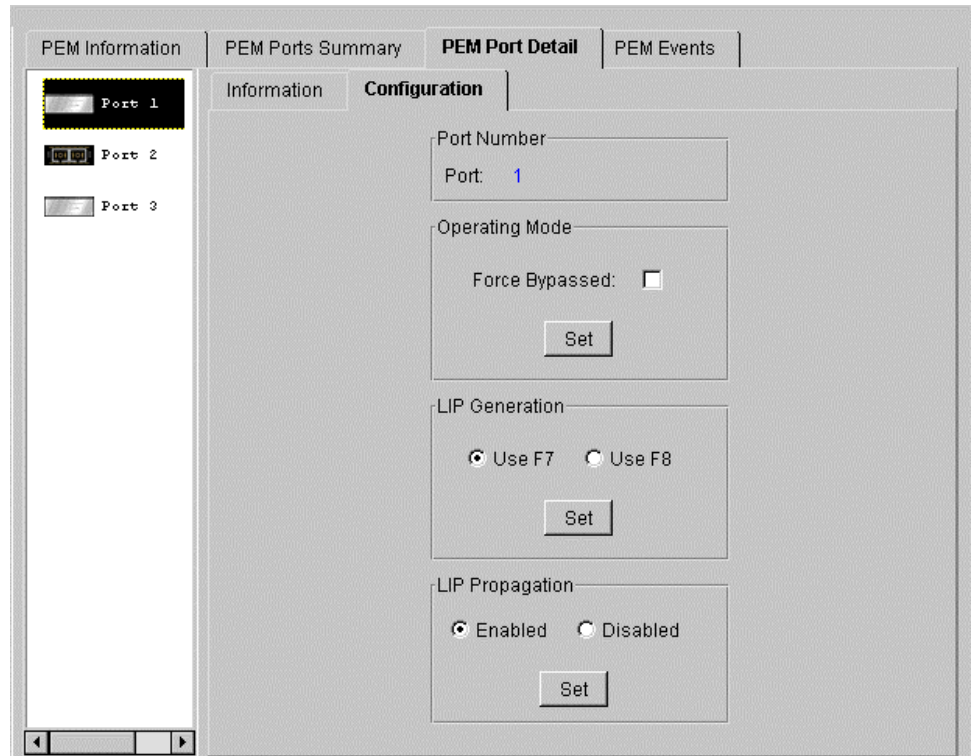 PEM Information PEM Ports Summary PEM Port Detail PEM Events
Port 1
Port 2
Port 3
Information Configuration
Port Number
Port: 1
Operating Mode
Force Bypassed:
Set
LIP Generation
Use F7 Use F8
Set
LIP Propagation
Enabled Disabled
Set